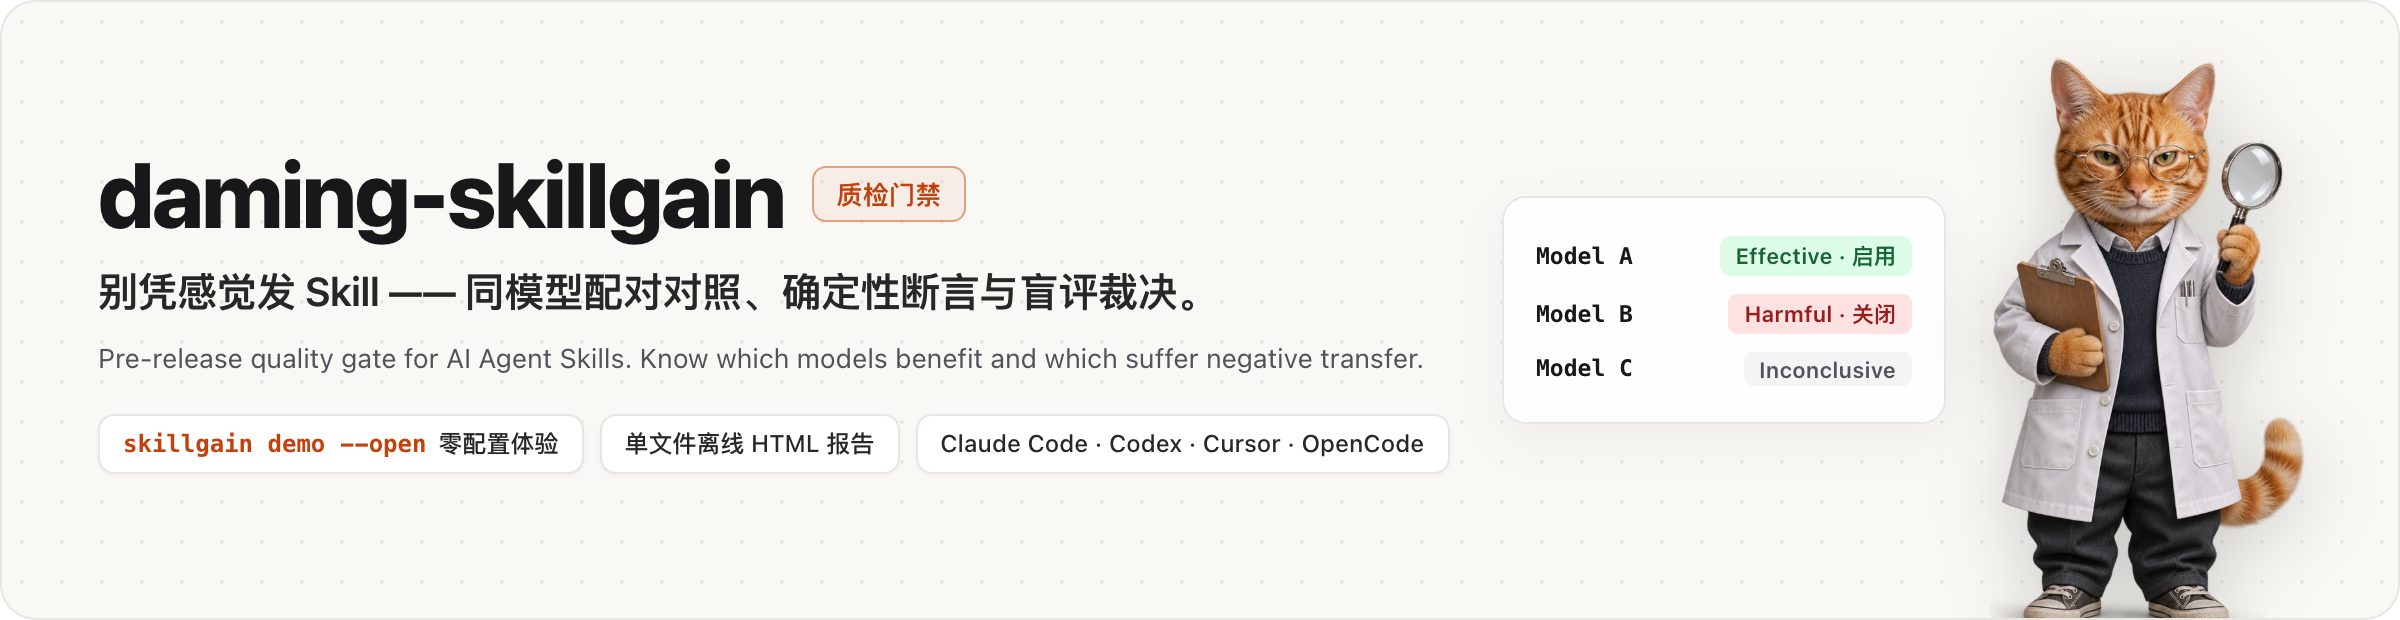 daming-skillgain 质检门禁
别凭感觉发 Skill —— 同模型配对对照、确定性断言与盲评裁决。
Pre-release quality gate for AI Agent Skills. Know which models benefit and which suffer negative transfer.
skillgain demo --open 零配置体验
单文件离线 HTML 报告
Claude Code · Codex · Cursor · OpenCode
Model A Effective · 启用
Model B Harmful · 关闭
Model C Inconclusive